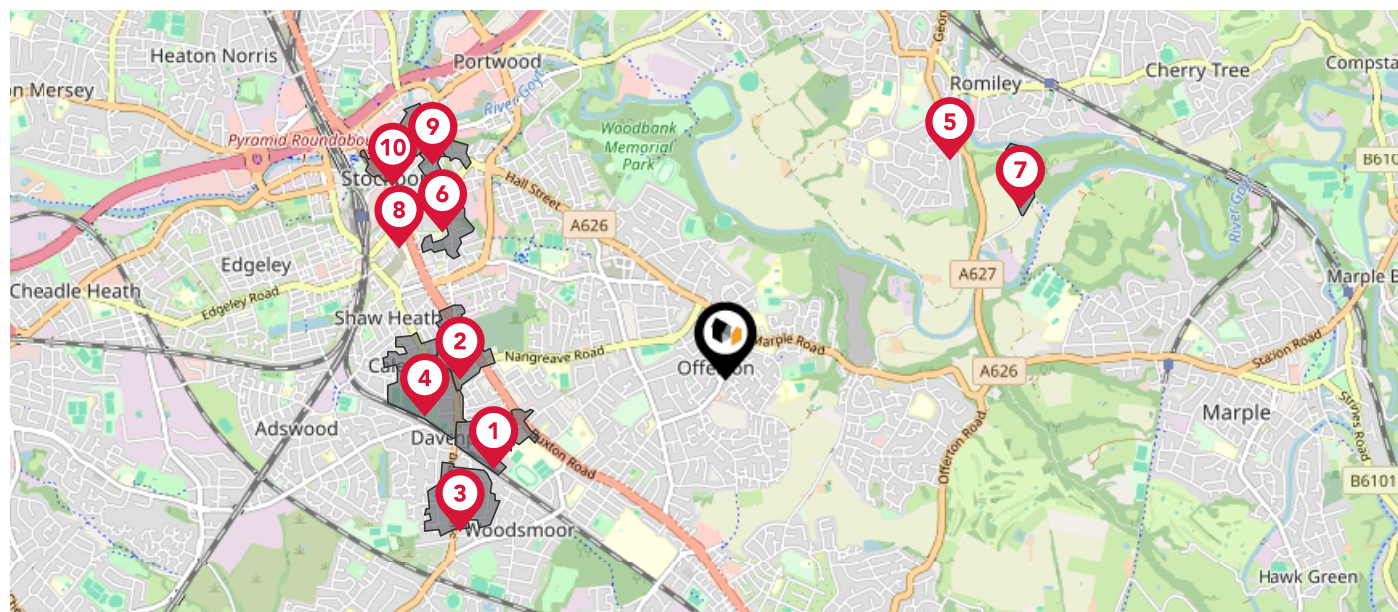 Heaton Norris
Portwood
Cherry Tree
Compsta
Romiley
on Mersey
River Goyt
9
5
Pyramid Roundabou
10
Woodbank
Memorial
Park
B610
7
Hall Street
6
8
A626
River Goyt
Edgeley
A627
Marple B
Cheadle Heath
Edgeley Road
Shaw Heath
2
Nangreave Road
Marple Road
Station Road
4
A626
Marple
Strines Road
Adswood
1
Buxton Road
Offerton Road
B6101
3
Woodsmoor
Hawk Green